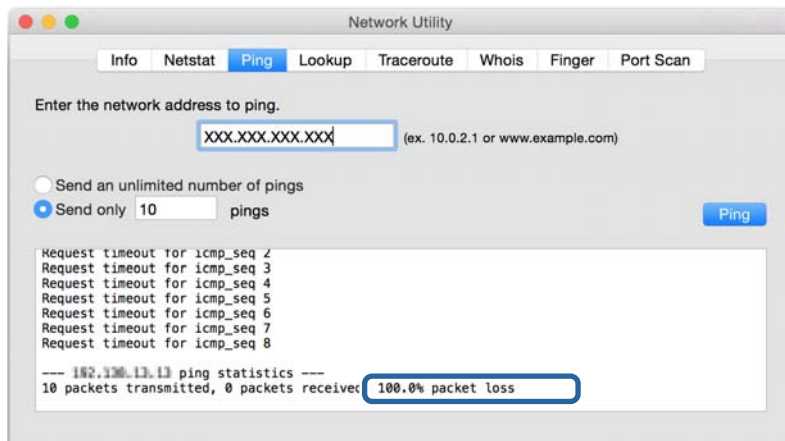 Network Utility
Info Netstat Ping Lookup Traceroute Whois Finger Port Scan
Enter the network address to ping.
XXX.XXX.XXX.XXX (ex. 10.0.2.1 or www.example.com)
Send an unlimited number of pings
Send only 10 pings
Ping
Request timeout for icmp_seq 2
Request timeout for icmp_seq 3
Request timeout for icmp_seq 4
Request timeout for icmp_seq 5
Request timeout for icmp_seq 6
Request timeout for icmp_seq 7
Request timeout for icmp_seq 8
--- ping statistics ---
10 packets transmitted, 0 packets received 100.0% packet loss